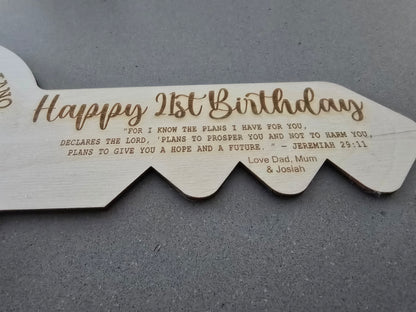 Happy 21st Birthday
"FOR I KNOW THE PLANS I HAVE FOR YOU,
DECLARES THE LORD, 'PLANS TO PROSPER YOU AND NOT TO HARM YOU,
PLANS TO GIVE YOU A HOPE AND A FUTURE. " – JEREMIAH 29:11
Love Dad, Mum
& Josiah